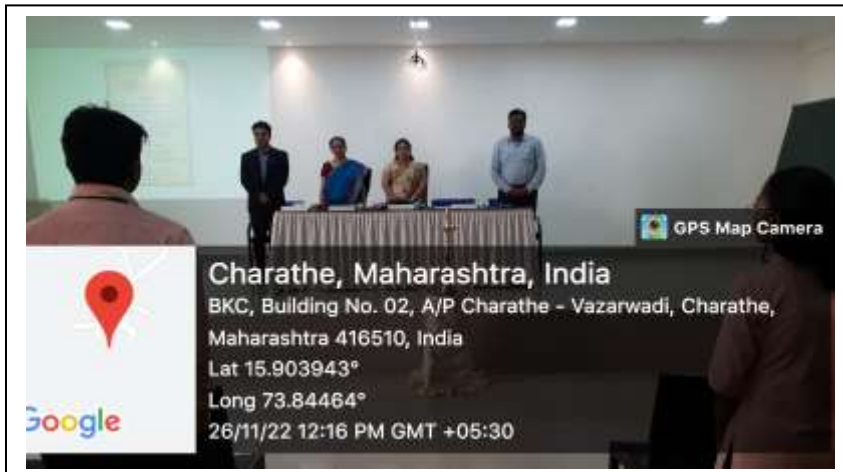 GPS Map Camera
Charathe, Maharashtra, India
BKC, Building No. 02, A/P Charathe - Vazarwadi, Charathe,
Maharashtra 416510, India
Lat 15.903943°
Long 73.84464°
26/11/22 12:16 PM GMT +05:30
Google